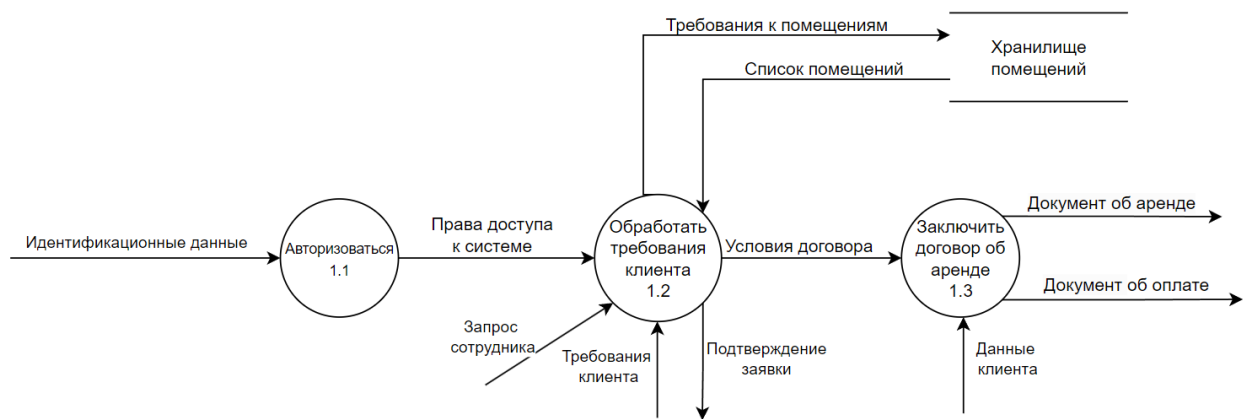 Требования к помещениям
Хранилище
помещений
Список помещений
Идентификационные данные
Авторизоваться
1.1
Права доступа
к системе
Обработать
требования
клиента
1.2
Условия договора
Заключить
договор об
аренде
1.3
Документ об аренде
Документ об оплате
Запрос
сотрудника
Требования
клиента
Подтверждение
заявки
Данные
клиента